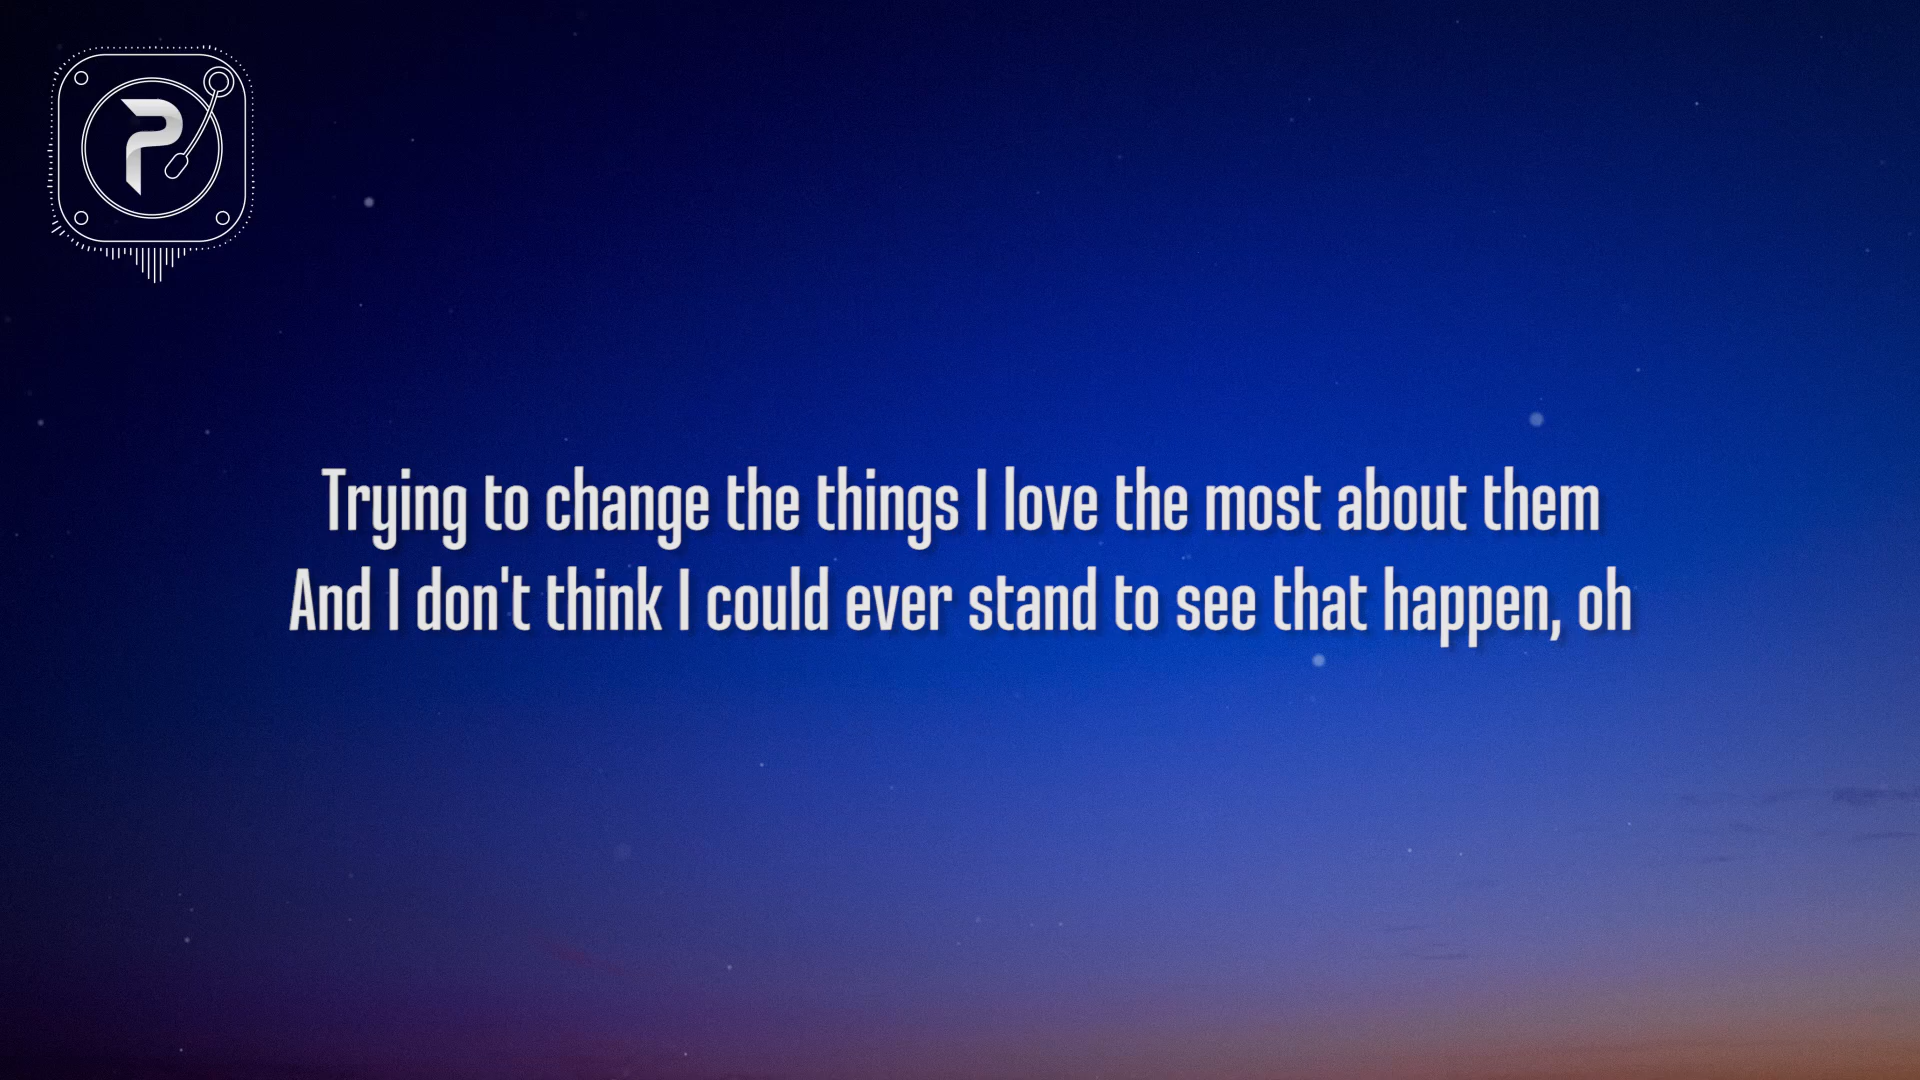 P
Trying to change the things I love the most about them
And I don't think I could ever stand to see that happen, oh